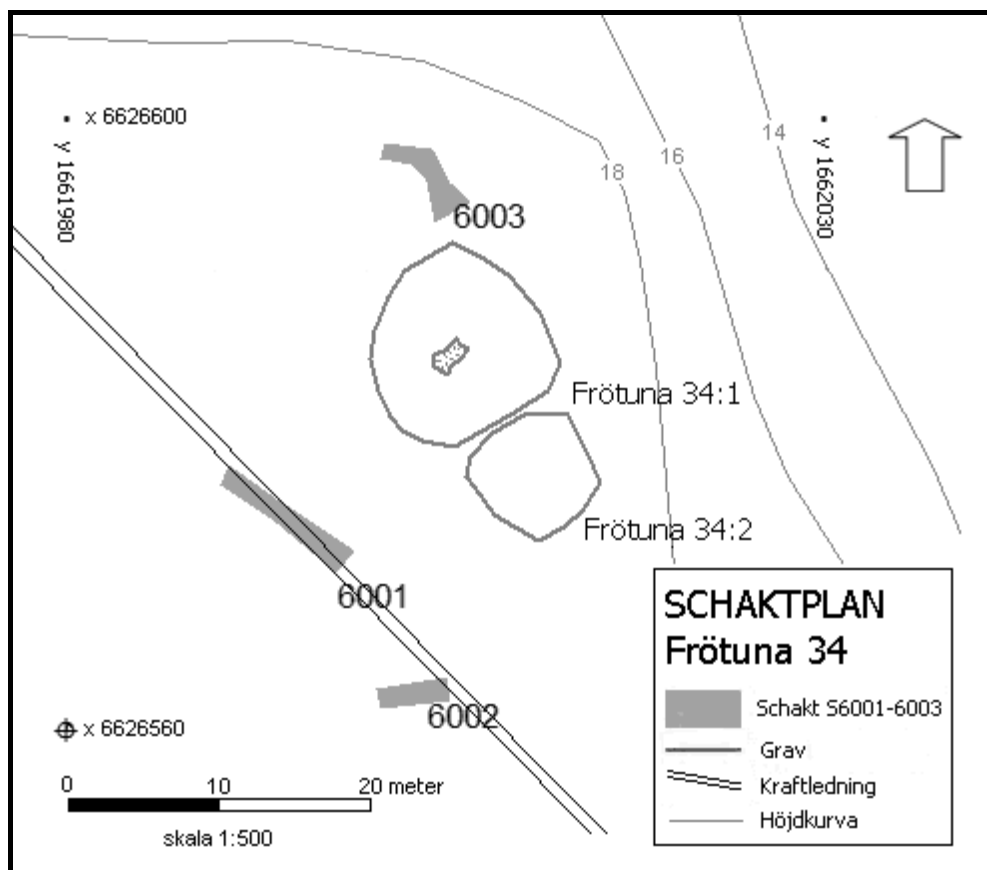 x 6626600
y 1661980
y 1662030
14
16
18
6003
Frötuna 34:1
Frötuna 34:2
6001
6002
x 6626560
0 10 20 meter
skala 1:500
SCHAKTPLAN
Frötuna 34
Schakt S6001-6003
Grav
Kraftledning
Höjdkurva